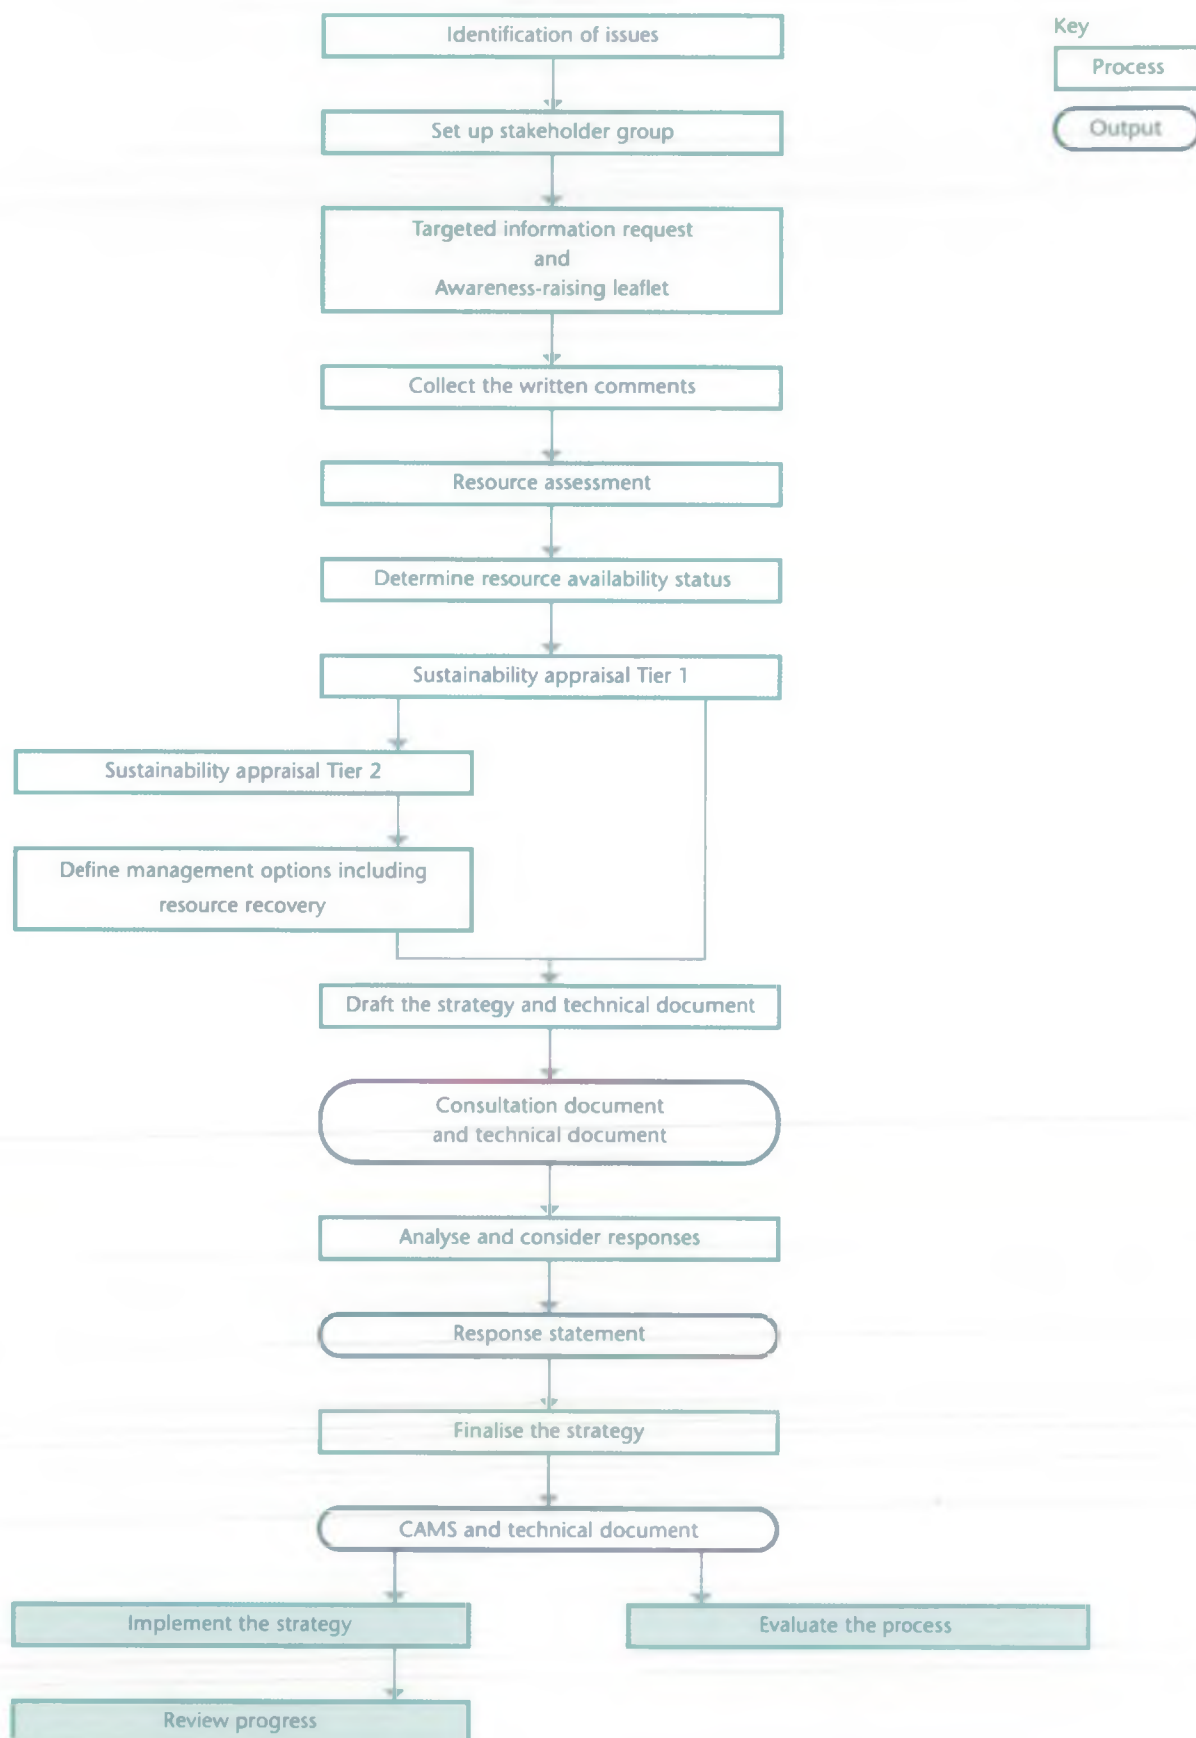 Identification of issues
Key
Process
Output
Set up stakeholder group
Targeted information request
and
Awareness-raising leaflet
Collect the written comments
Resource assessment
Determine resource availability status
Sustainability appraisal Tier 1
Sustainability appraisal Tier 2
Define management options including
resource recovery
Draft the strategy and technical document
Consultation document
and technical document
Analyse and consider responses
Response statement
Finalise the strategy
CAMS and technical document
Implement the strategy
Evaluate the process
Review progress